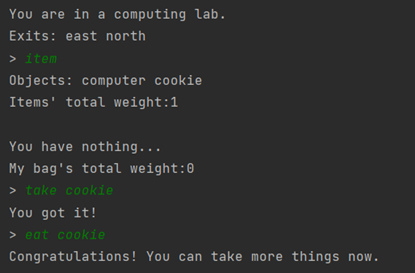 You are in a computing lab.
Exits: east north
> item
Objects: computer cookie
Items' total weight:1
You have nothing...
My bag's total weight:0
> take cookie
You got it!
> eat cookie
Congratulations! You can take more things now.